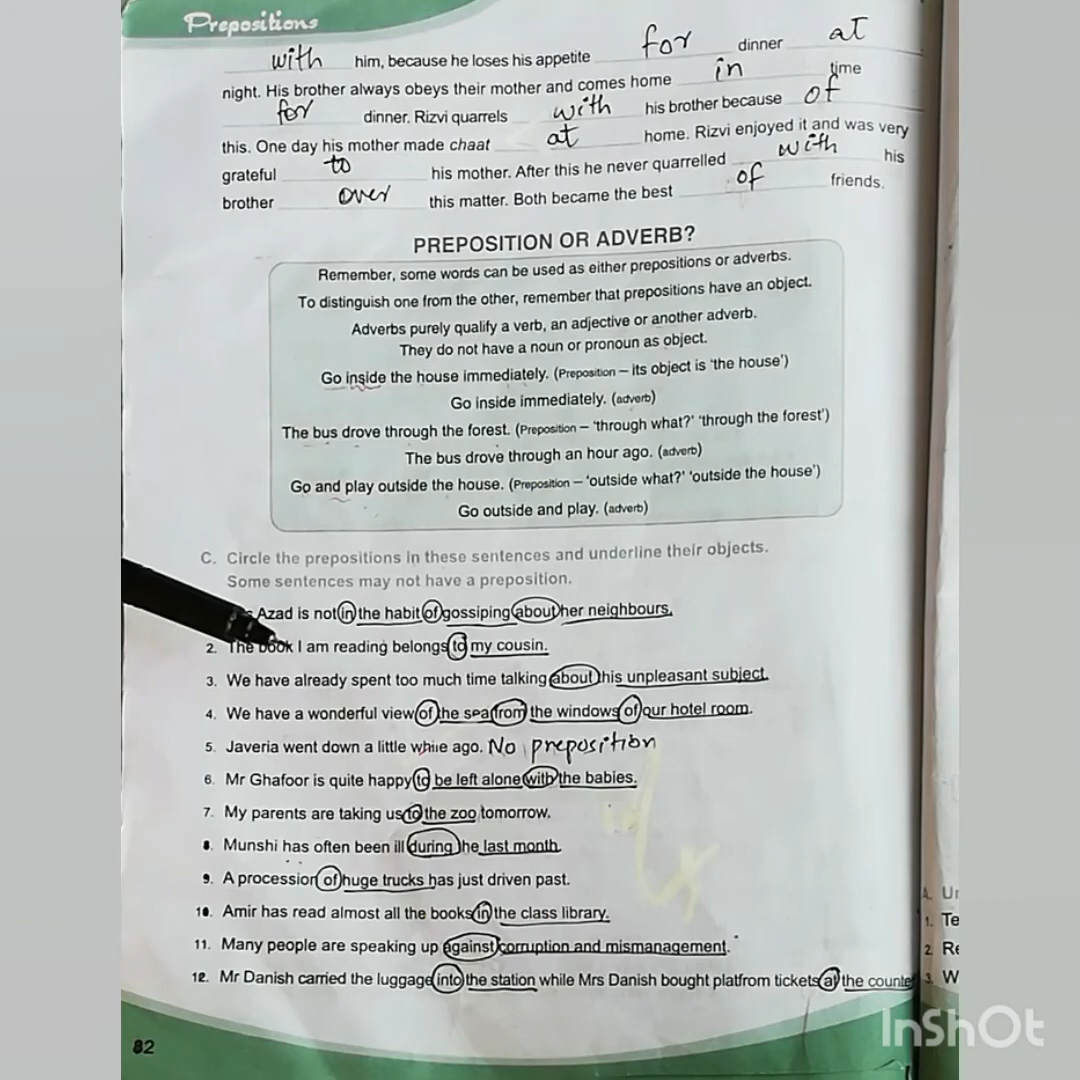 Prepositions
with him, because he loses his appetite for dinner at
night. His brother always obeys their mother and comes home in time
for dinner. Rizvi quarrels with his brother because of
this. One day his mother made chaat at home. Rizvi enjoyed it and was very
grateful to his mother. After this he never quarrelled with his
brother over this matter. Both became the best of friends.
PREPOSITION OR ADVERB?
Remember, some words can be used as either prepositions or adverbs.
To distinguish one from the other, remember that prepositions have an object.
Adverbs purely qualify a verb, an adjective or another adverb.
They do not have a noun or pronoun as object.
Go inside the house immediately. (Preposition – its object is 'the house')
Go inside immediately. (adverb)
The bus drove through the forest. (Preposition – 'through what?' 'through the forest')
The bus drove through an hour ago. (adverb)
Go and play outside the house. (Preposition – 'outside what?' 'outside the house')
Go outside and play. (adverb)
C. Circle the prepositions in these sentences and underline their objects.
Some sentences may not have a preposition.
Azad is not in the habit of gossiping about her neighbours.
2. The book I am reading belongs to my cousin.
3. We have already spent too much time talking about this unpleasant subject.
4. We have a wonderful view of the sea from the windows of our hotel room.
5. Javeria went down a little while ago. No preposition
6. Mr Ghafoor is quite happy to be left alone with the babies.
7. My parents are taking us to the zoo tomorrow.
8. Munshi has often been ill during he last month.
9. A procession of huge trucks has just driven past.
10. Amir has read almost all the books in the class library.
11. Many people are speaking up against corruption and mismanagement.
12. Mr Danish carried the luggage into the station while Mrs Danish bought platfrom tickets at the counte
82
A. Ur
1. Te
2 Re
3. W
InShOt